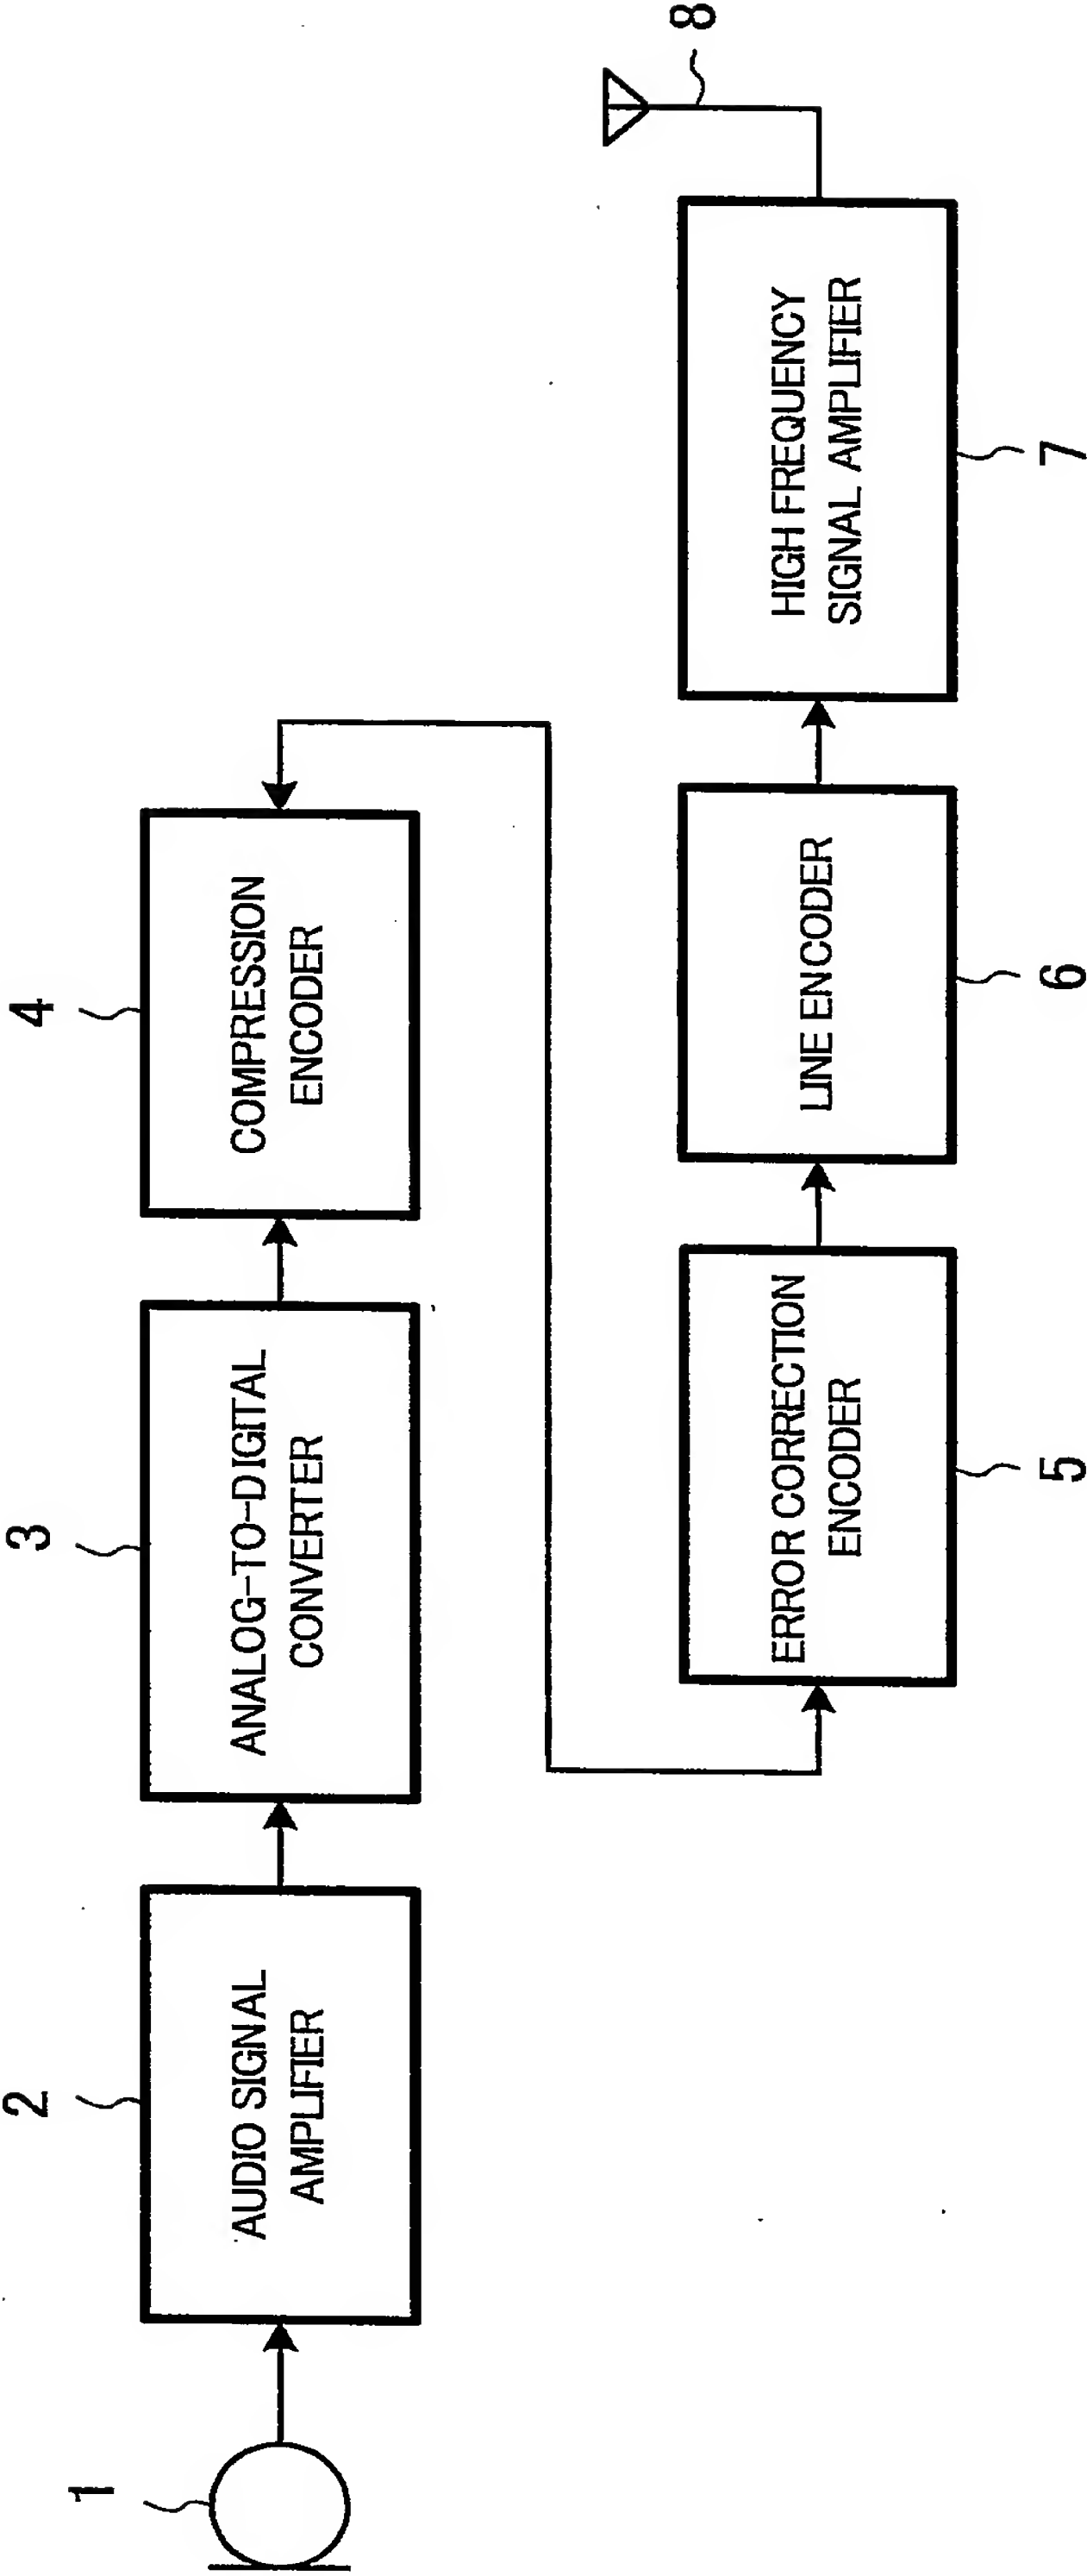 1
2
AUDIO SIGNAL
AMPLIFIER
3
ANALOG-TO-DIGITAL
CONVERTER
4
COMPRESSION
ENCODER
ERROR CORRECTION
ENCODER
5
LINE ENCODER
6
HIGH FREQUENCY
SIGNAL AMPLIFIER
7
8